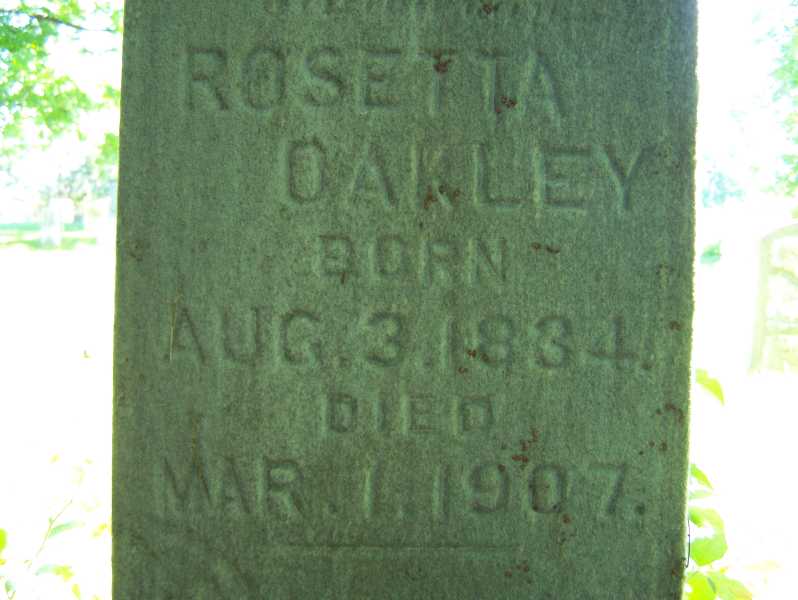 ROSETTA
OAKLEY
BORN
AUG. 3. 1834.
DIED
MAR. 1. 1907.